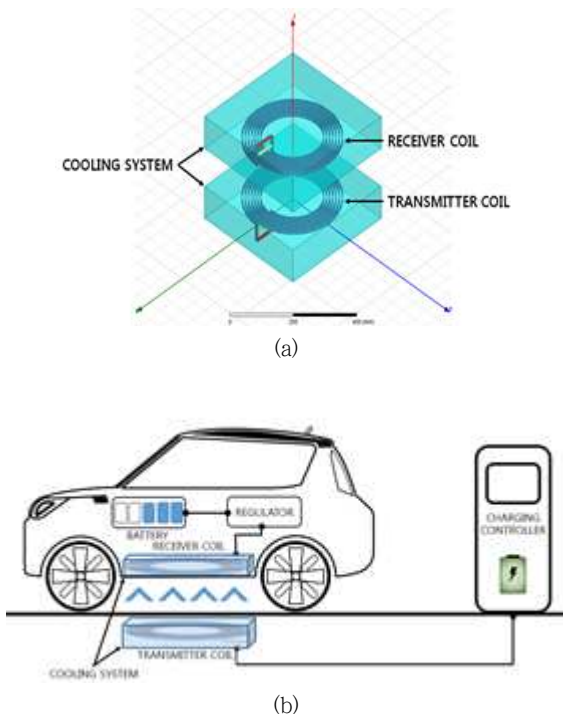 RECEIVER COIL
COOLING SYSTEM
TRANSMITTER COIL
(a)
REGULATOR
BATTERY
RECEIVER COIL
CHARGING
CONTROLLER
TRANSMITTER COIL
COOLING SYSTEM
(b)